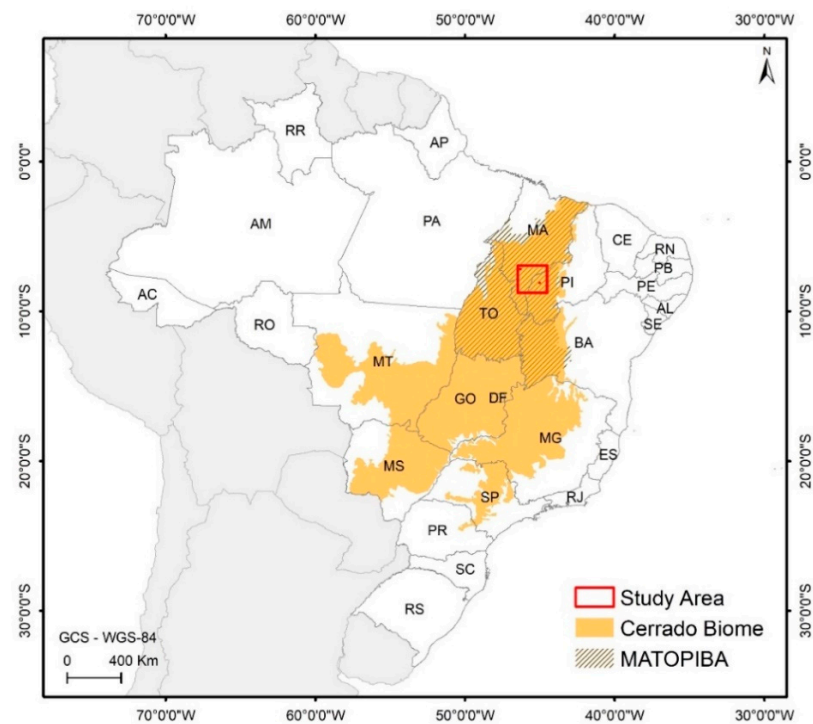 70°0'0"W 60°0'0"W 50°0'0"W 40°0'0"W 30°0'0"W
N
RR
AP
0°0'0"
0°0'0"
AM
PA
MA
CE
RN
PB
PI
PE
AC
AL
SE
10°0'0"S
10°0'0"S
RO
TO
BA
MT
GO
DF
MG
20°0'0"S
20°0'0"S
MS
ES
SP
RJ
PR
SC
RS
30°0'0"S
30°0'0"S
Study Area
Cerrado Biome
MATOPIBA
GCS - WGS-84
0 400 Km
70°0'0"W 60°0'0"W 50°0'0"W 40°0'0"W 30°0'0"W